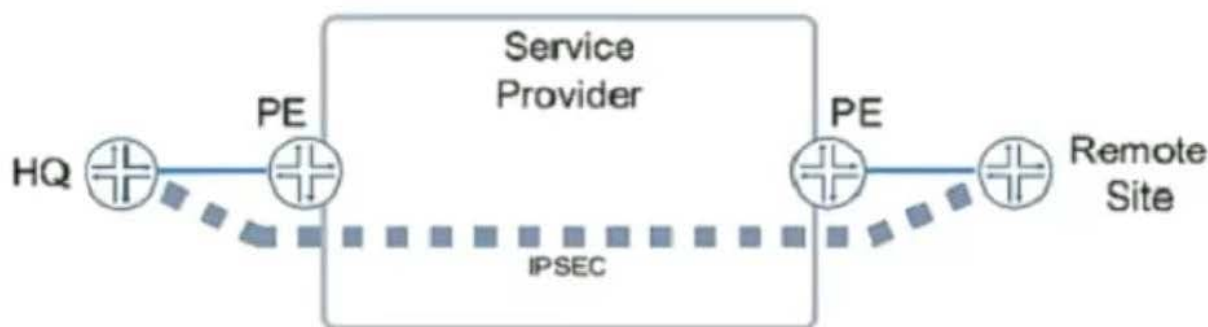 Service
Provider
PE
PE
HQ
Remote
Site
IPSEC